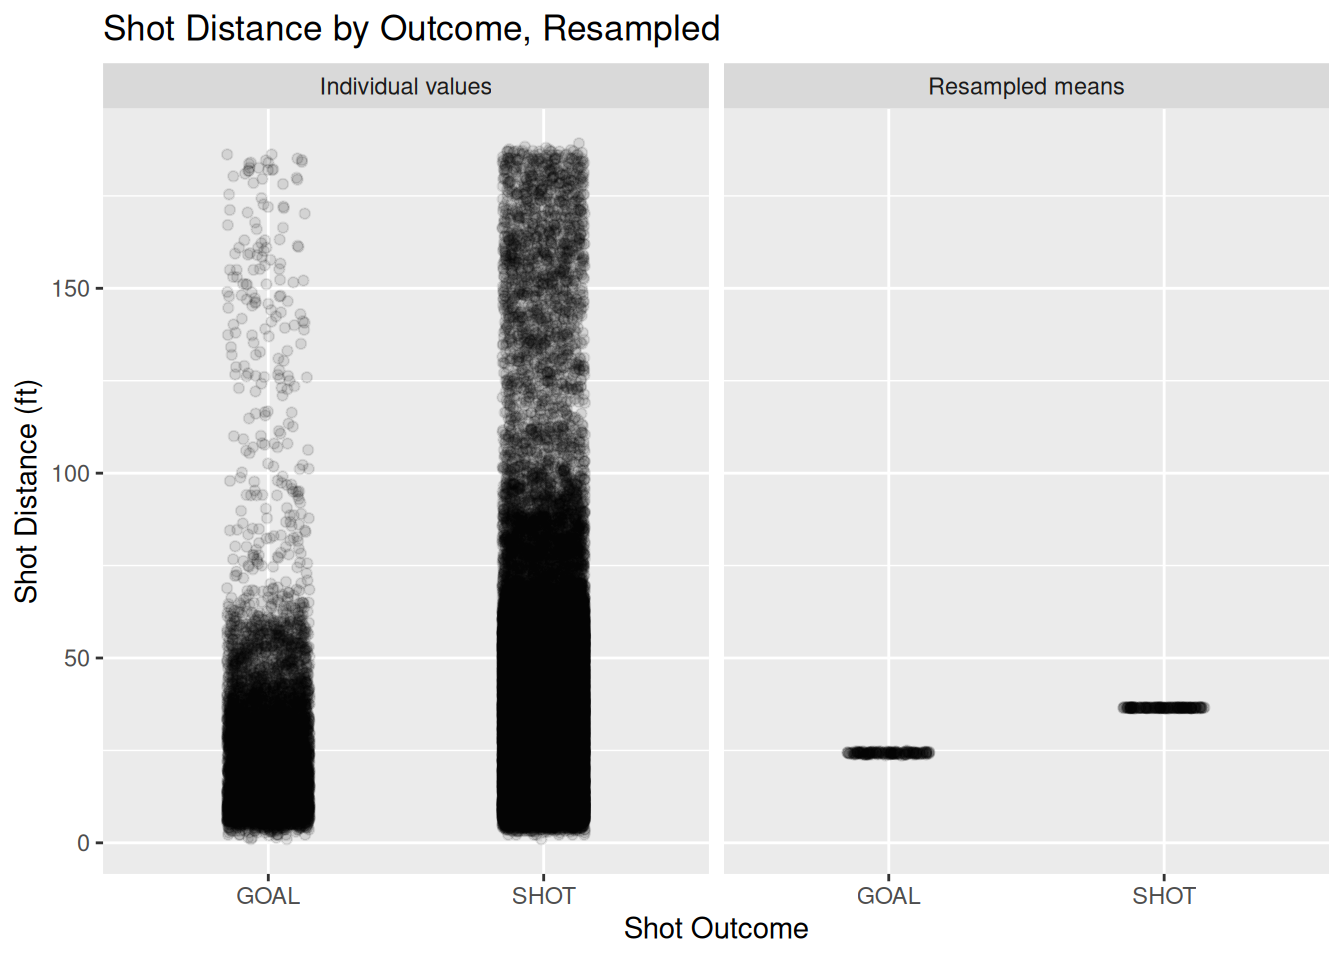 Shot Distance by Outcome, Resampled
Individual values
Resampled means
Shot Distance (ft)
150
100
50
0
GOAL
SHOT
GOAL
SHOT
Shot Outcome